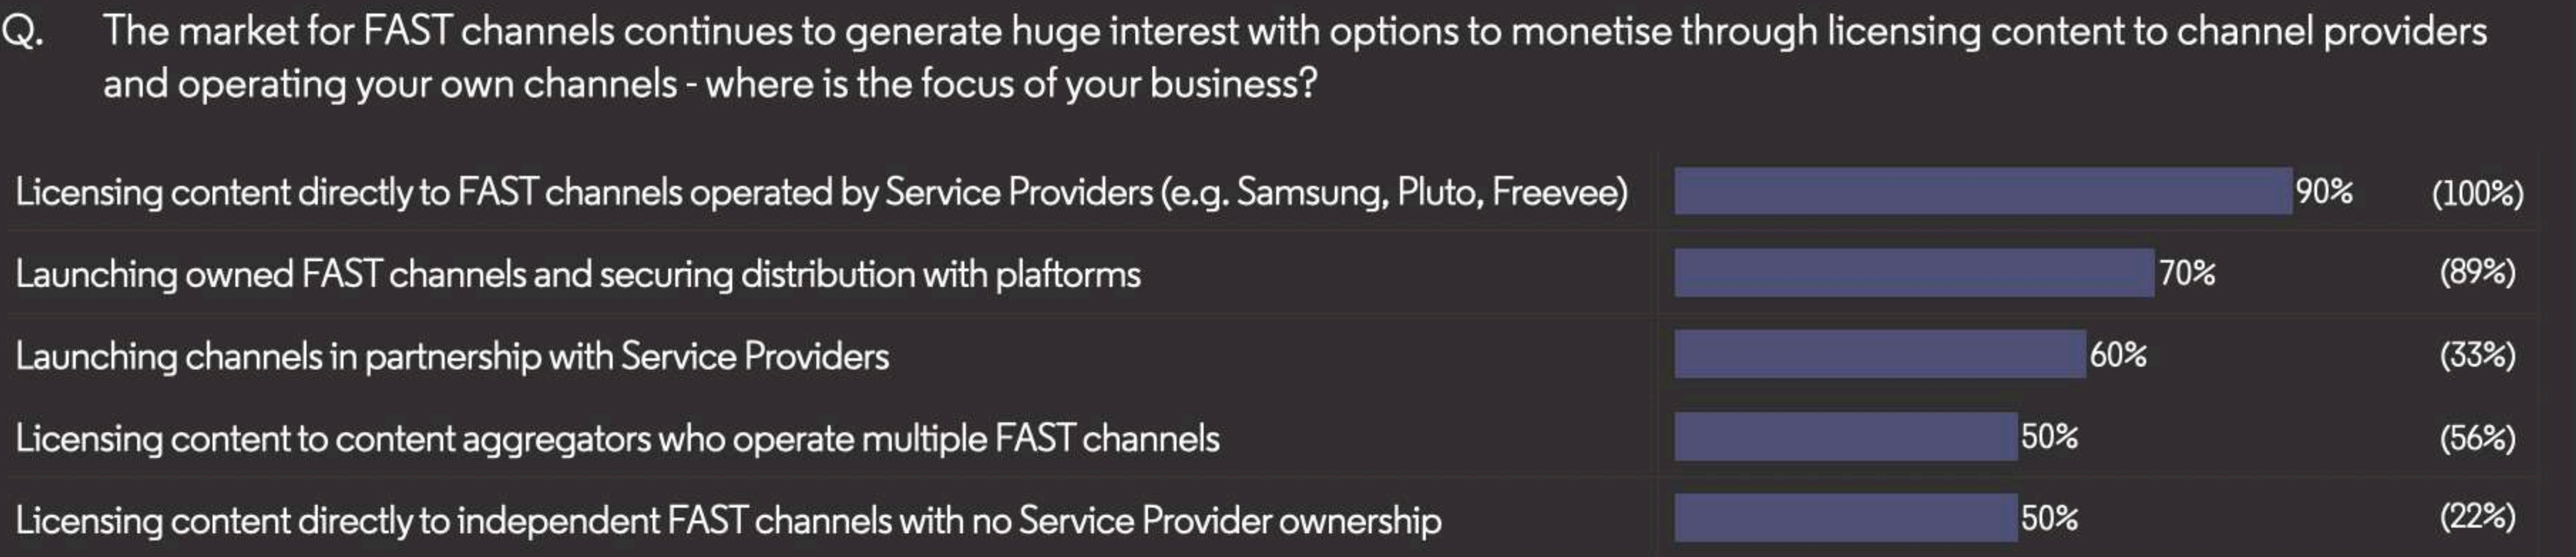 Q. The market for FAST channels continues to generate huge interest with options to monetise through licensing content to channel providers
and operating your own channels - where is the focus of your business?
Licensing content directly to FAST channels operated by Service Providers (e.g. Samsung, Pluto, Freevee) 90% (100%)
Launching owned FAST channels and securing distribution with plaftorms 70% (89%)
Launching channels in partnership with Service Providers 60% (33%)
Licensing content to content aggregators who operate multiple FAST channels 50% (56%)
Licensing content directly to independent FAST channels with no Service Provider ownership 50% (22%)